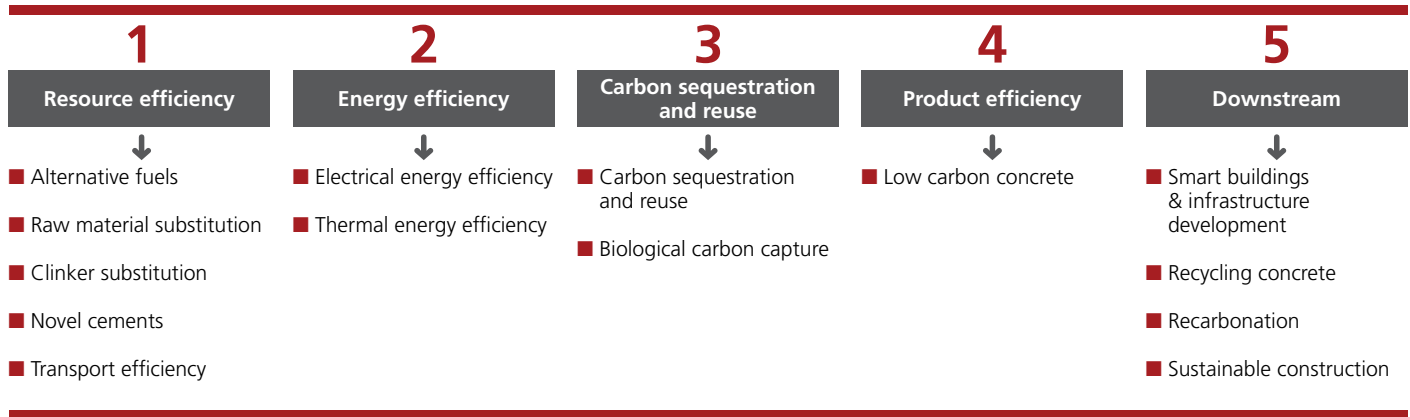 1
Resource efficiency
Alternative fuels
Raw material substitution
Clinker substitution
Novel cements
Transport efficiency
2
Energy efficiency
Electrical energy efficiency
Thermal energy efficiency
3
Carbon sequestration
and reuse
Carbon sequestration
and reuse
Biological carbon capture
4
Product efficiency
Low carbon concrete
5
Downstream
Smart buildings
& infrastructure
development
Recycling concrete
Recarbonation
Sustainable construction